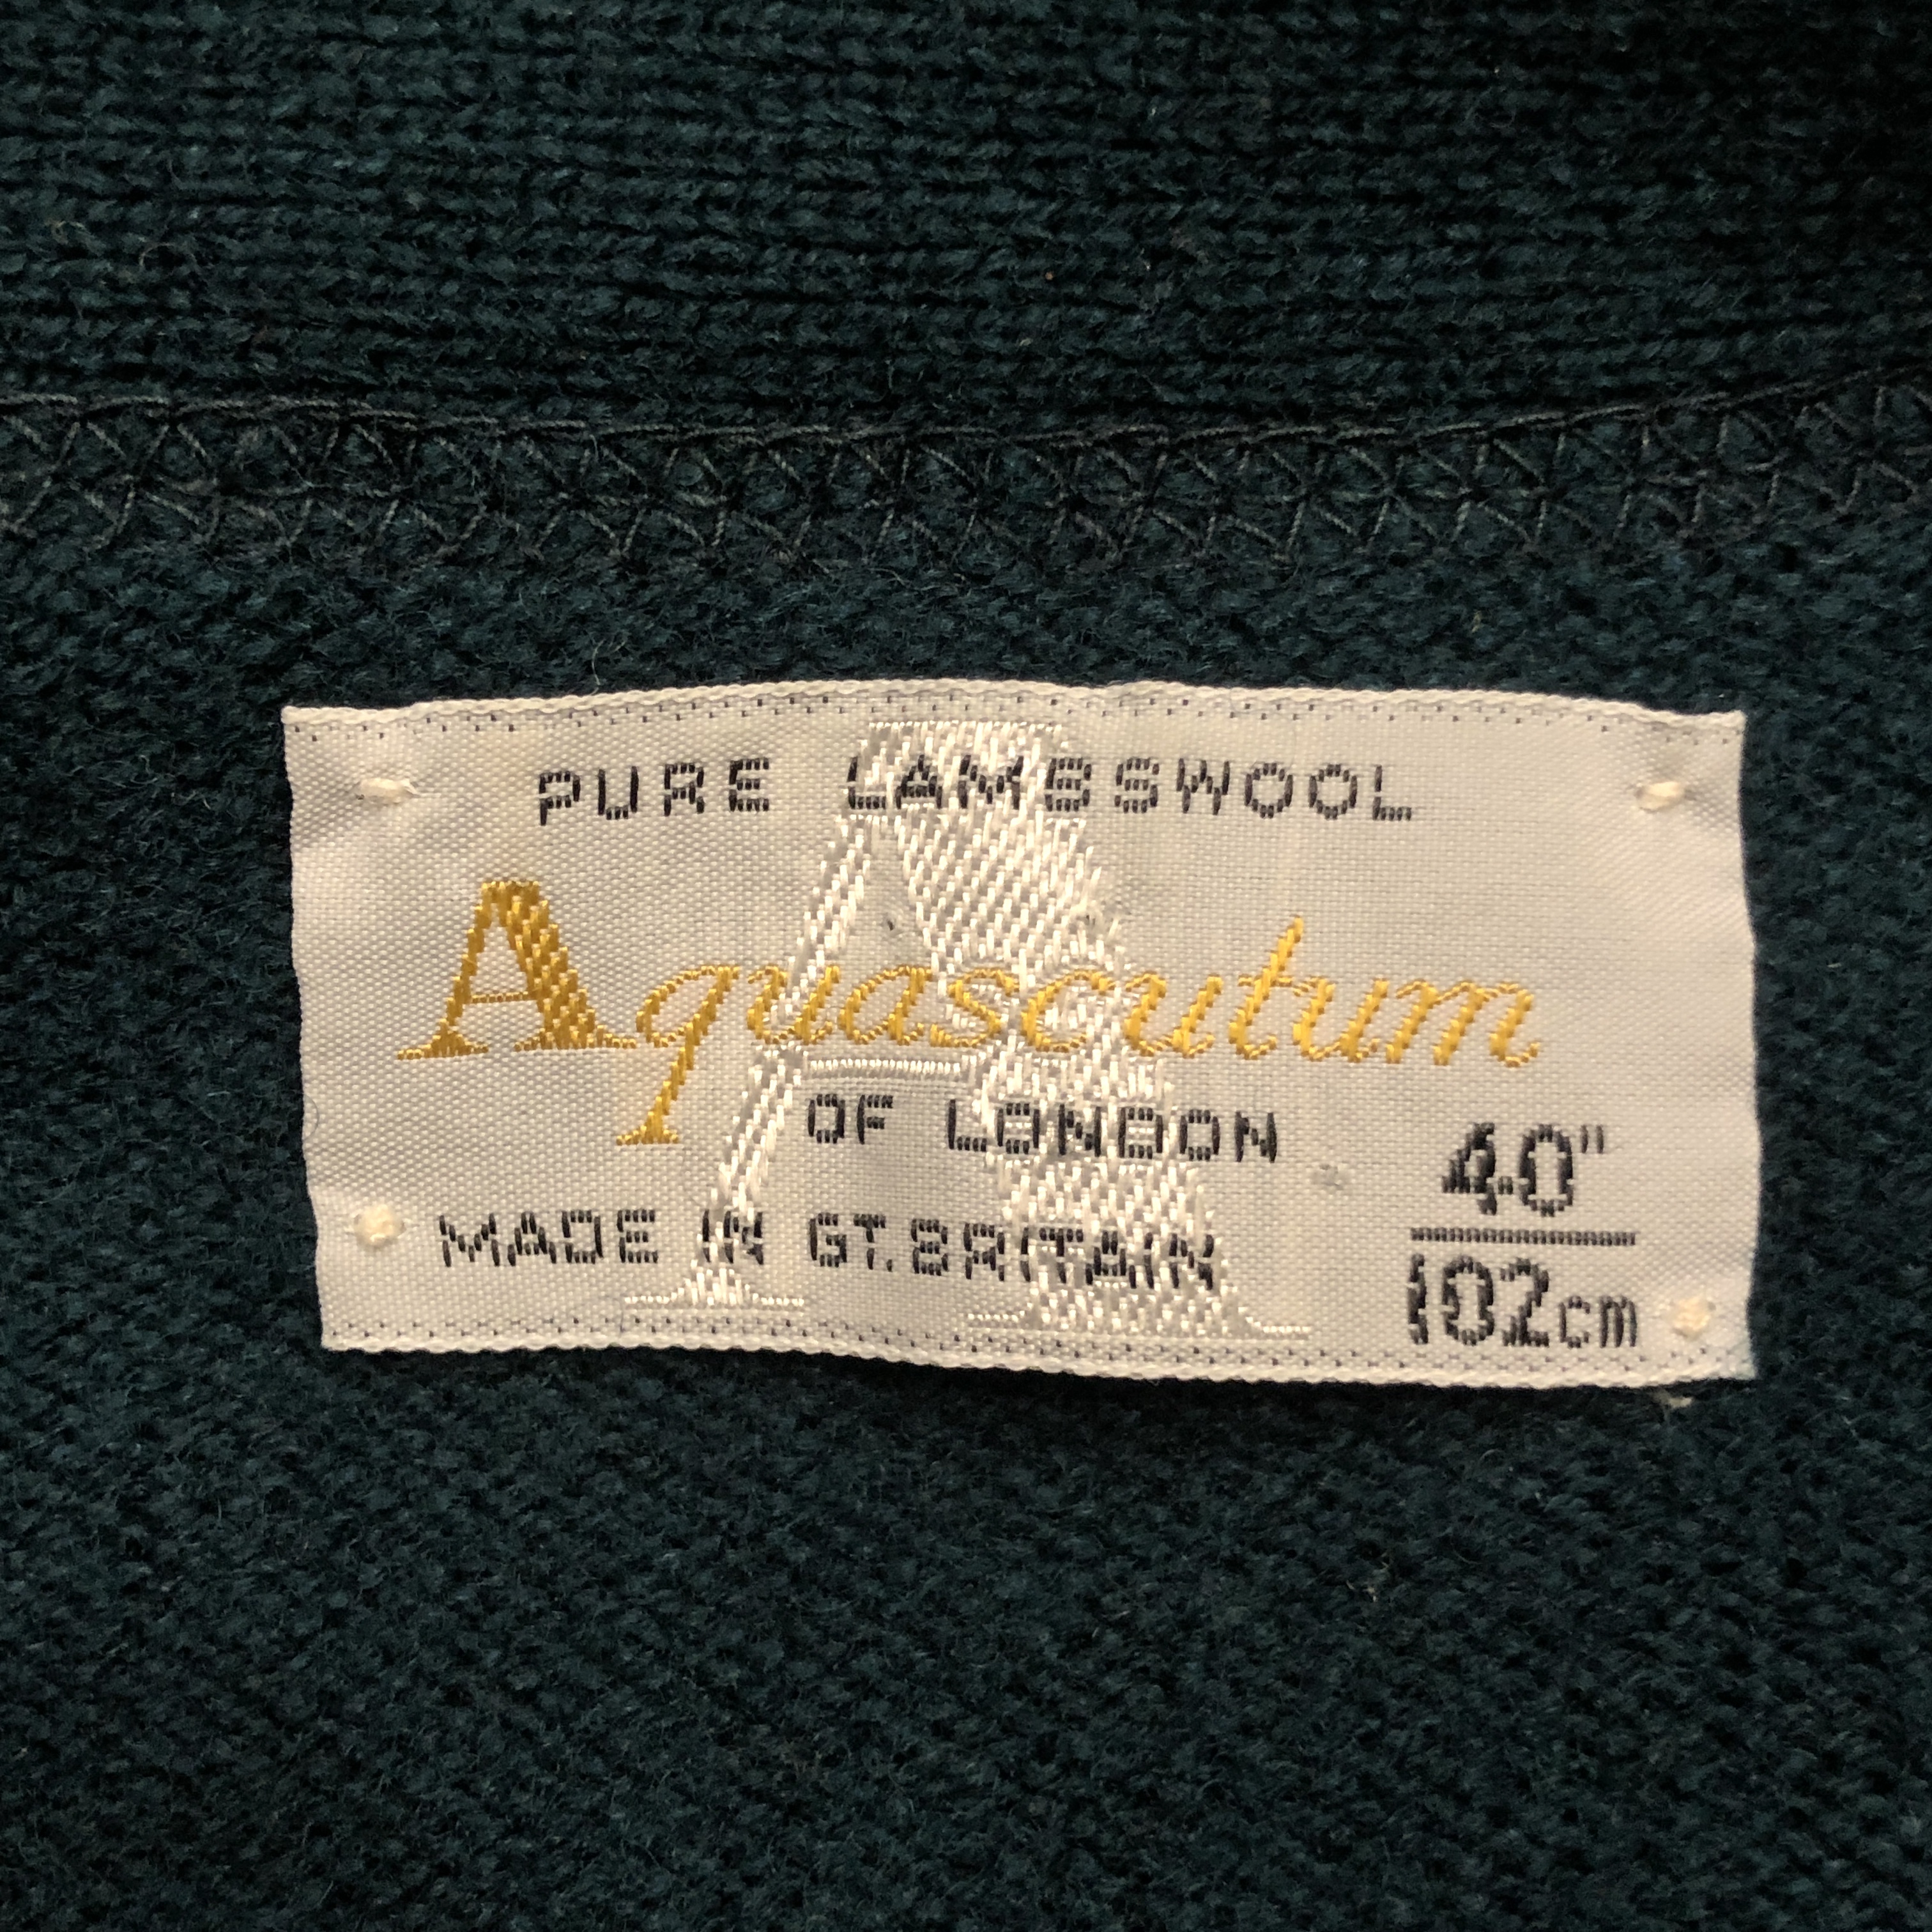 PURE LAMBSWOOL
Aquascutum
OF LONDON
MADE IN GT. BRITAIN
40"
102cm